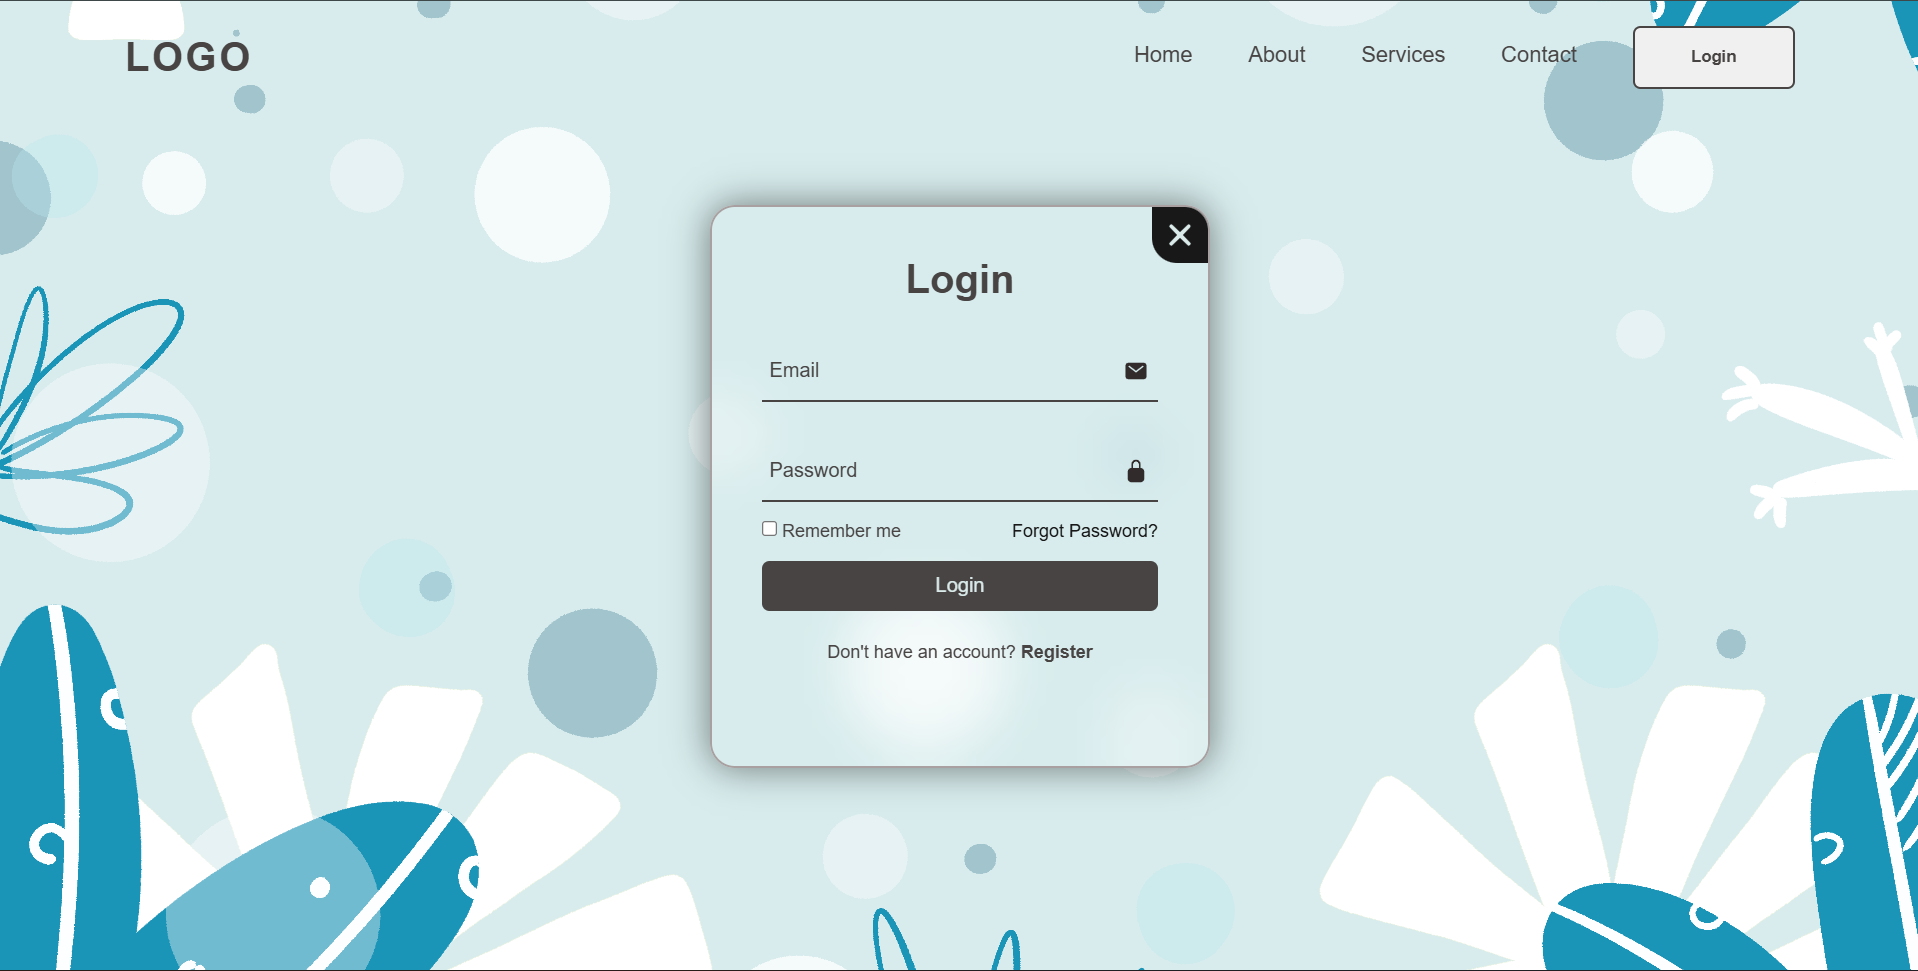 LOGO
Home About Services Contact Login
Login
Email
Password
Remember me Forgot Password?
Login
Don't have an account? Register